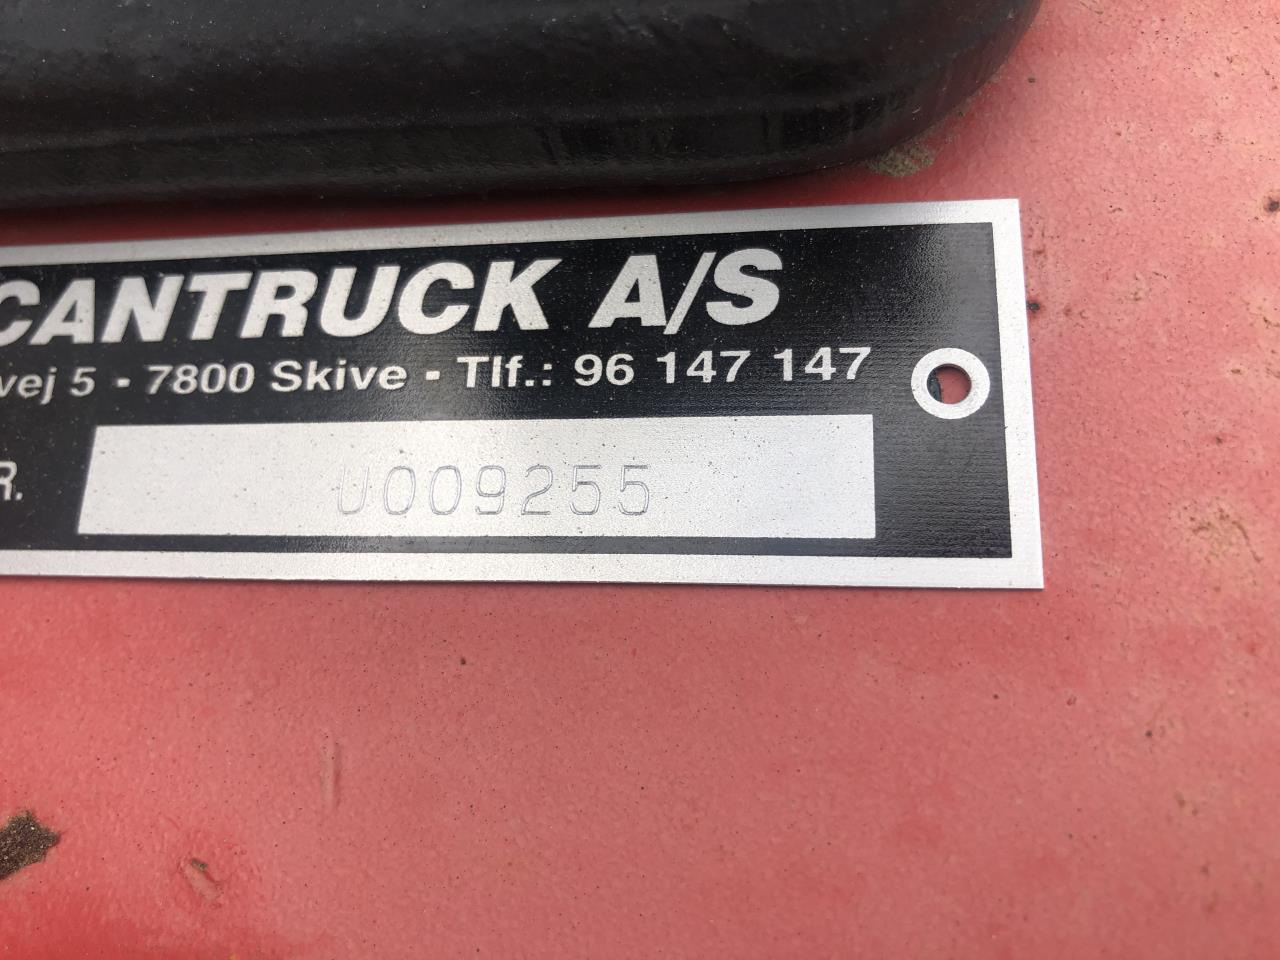 CANTRUCK A/S
vej 5 - 7800 Skive - Tlf.: 96 147 147
R. U009255